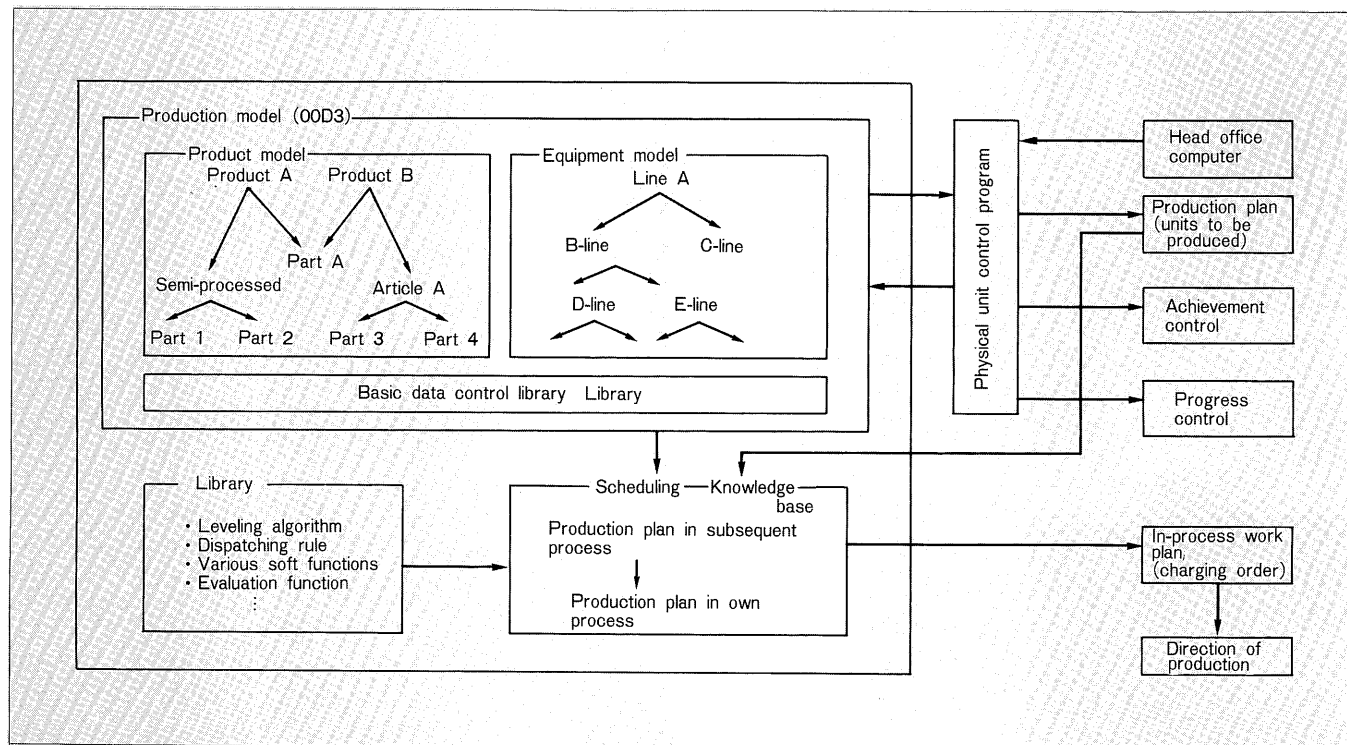 Production model (OOD3)
Product model
Product A
Product B
Part A
Semi-processed
Article A
Part 1
Part 2
Part 3
Part 4
Equipment model
Line A
B-line
C-line
D-line
E-line
Basic data control library Library
Library
・Leveling algorithm
・Dispatching rule
・Various soft functions
・Evaluation function
⋮
Scheduling
Knowledge
base
Production plan in subsequent
process
Production plan in own
process
Physical unit control program
Head office
computer
Production plan
(units to be
produced)
Achievement
control
Progress
control
In-process work
plan,
(charging order)
Direction of
production